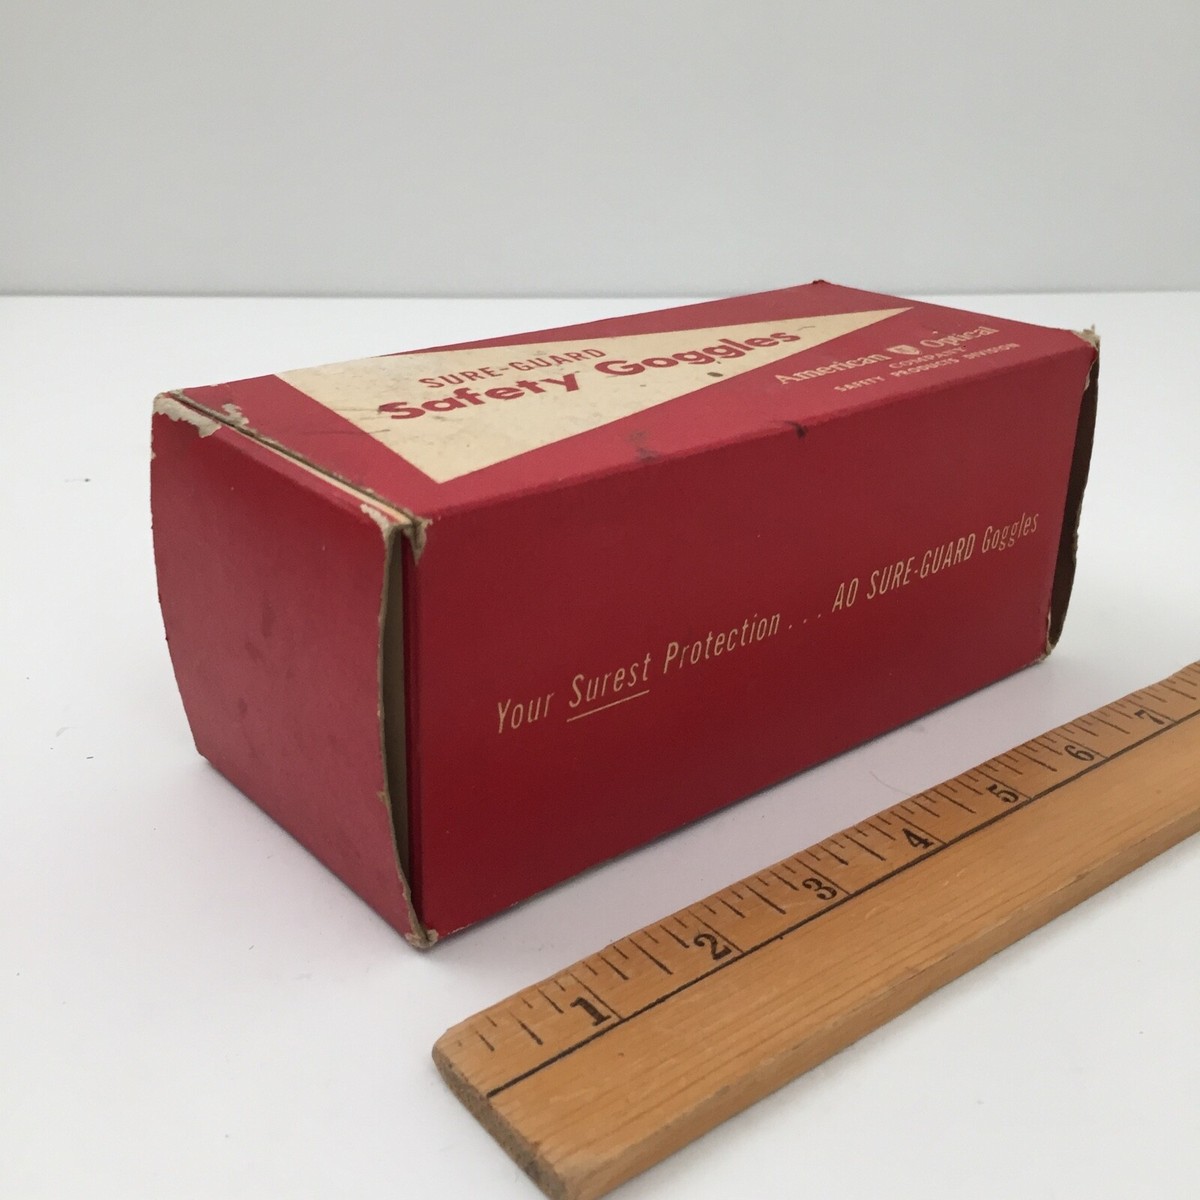 SURE-GUARD
Safety Goggles
American Optical
COMPANY
SAFETY PRODUCTS DIVISION
Your Surest Protection . . . AO SURE-GUARD Goggles
1 2 3 4 5 6 7